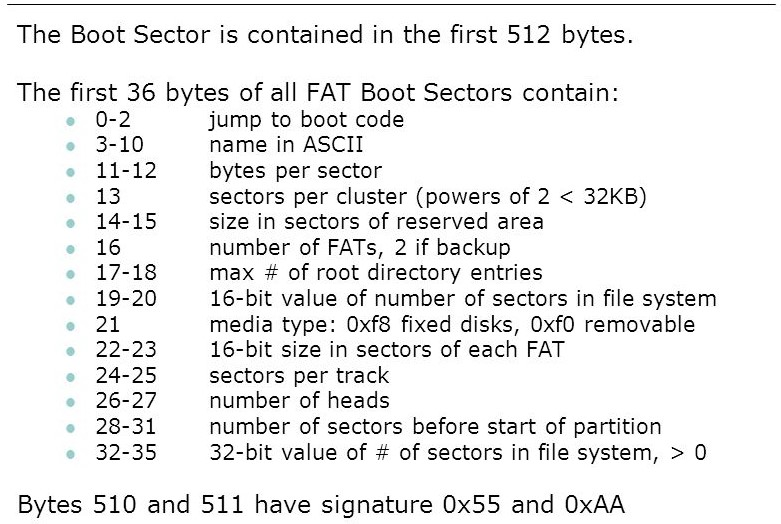 The Boot Sector is contained in the first 512 bytes.
The first 36 bytes of all FAT Boot Sectors contain:
• 0-2 jump to boot code
• 3-10 name in ASCII
• 11-12 bytes per sector
• 13 sectors per cluster (powers of 2 < 32KB)
• 14-15 size in sectors of reserved area
• 16 number of FATs, 2 if backup
• 17-18 max # of root directory entries
• 19-20 16-bit value of number of sectors in file system
• 21 media type: 0xf8 fixed disks, 0xf0 removable
• 22-23 16-bit size in sectors of each FAT
• 24-25 sectors per track
• 26-27 number of heads
• 28-31 number of sectors before start of partition
• 32-35 32-bit value of # of sectors in file system, > 0
Bytes 510 and 511 have signature 0x55 and 0xAA